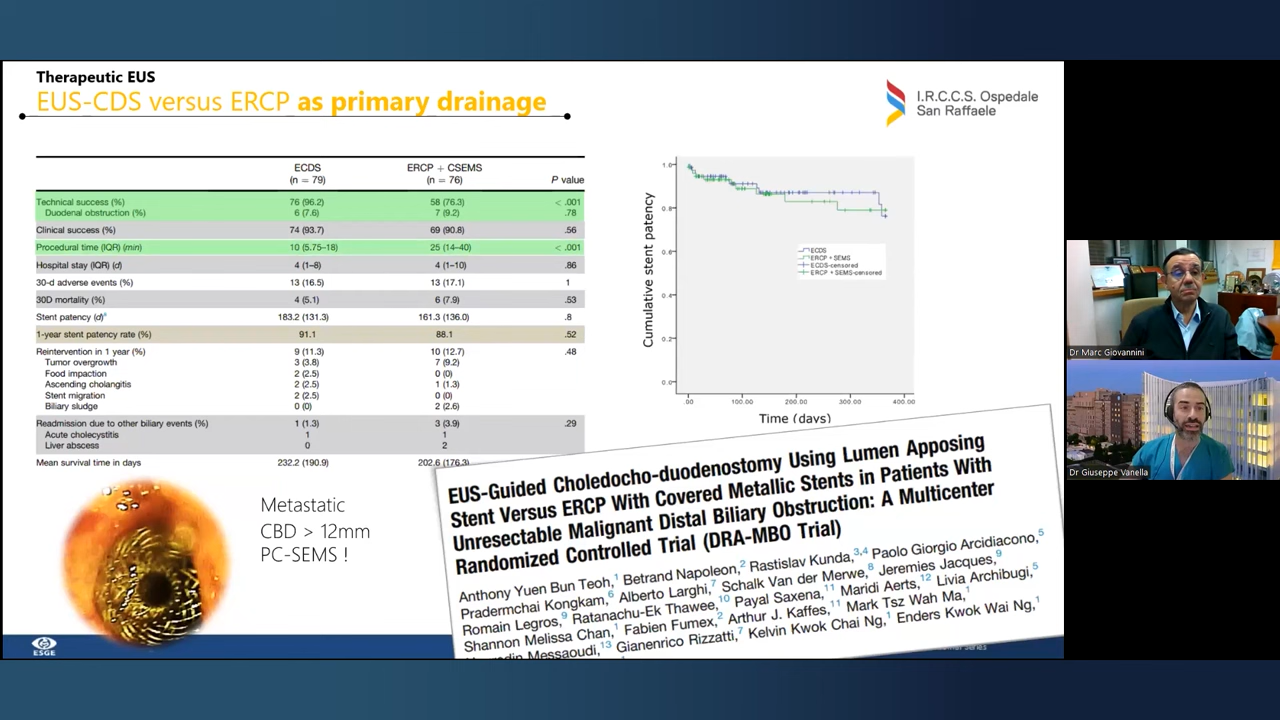 Therapeutic EUS
EUS-CDS versus ERCP as primary drainage
I.R.C.C.S. Ospedale
San Raffaele
ECDS ERCP + CSEMS
(n = 79) (n = 76) P value
Technical success (%) 76 (96.2) 58 (76.3) < .001
Duodenal obstruction (%) 6 (7.6) 7 (9.2) .78
Clinical success (%) 74 (93.7) 69 (90.8) .56
Procedural time (IQR) (min) 10 (5.75–18) 25 (14–40) < .001
Hospital stay (IQR) (d) 4 (1–8) 4 (1–10) .86
30-d adverse events (%) 13 (16.5) 13 (17.1) 1
30D mortality (%) 4 (5.1) 6 (7.9) .53
Stent patency (d)a 183.2 (131.3) 161.3 (136.0) .8
1-year stent patency rate (%) 91.1 88.1 .52
Reintervention in 1 year (%) 9 (11.3) 10 (12.7) .48
Tumor overgrowth 3 (3.8) 7 (9.2)
Food impaction 2 (2.5) 0 (0)
Ascending cholangitis 2 (2.5) 1 (1.3)
Stent migration 2 (2.5) 0 (0)
Biliary sludge 0 (0) 2 (2.6)
Readmission due to other biliary events (%) 1 (1.3) 3 (3.9) .29
Acute cholecystitis 1 1
Liver abscess 0 2
Mean survival time in days 232.2 (190.9) 202.6 (176.3)
Cumulative stent patency
1.0
0.8
0.6
0.4
0.2
0.0
ECDS
ERCP + SEMS
ECDS-censored
ERCP + SEMS-censored
.00 100.00 200.00 300.00 400.00
Time (days)
Metastatic
CBD > 12mm
PC-SEMS !
EUS-Guided Choledocho-duodenostomy Using Lumen Apposing
Stent Versus ERCP With Covered Metallic Stents in Patients With
Unresectable Malignant Distal Biliary Obstruction: A Multicenter
Randomized Controlled Trial (DRA-MBO Trial)
Anthony Yuen Bun Teoh,1 Betrand Napoleon,2 Rastislav Kunda,3,4 Paolo Giorgio Arcidiacono,5
Pradermchai Kongkam,6 Alberto Larghi,7 Schalk Van der Merwe,8 Jeremies Jacques,9
Romain Legros,9 Ratanachu-Ek Thawee,10 Payal Saxena,11 Maridi Aerts,12 Livia Archibugi,5
Shannon Melissa Chan,1 Fabien Fumex,2 Arthur J. Kaffes,11 Mark Tsz Wah Ma,1
Messaoudi,13 Gianenrico Rizzatti,7 Kelvin Kwok Chai Ng,1 Enders Kwok Wai Ng,1
ESGE
Series
Dr Marc Giovannini
Dr Giuseppe Vanella